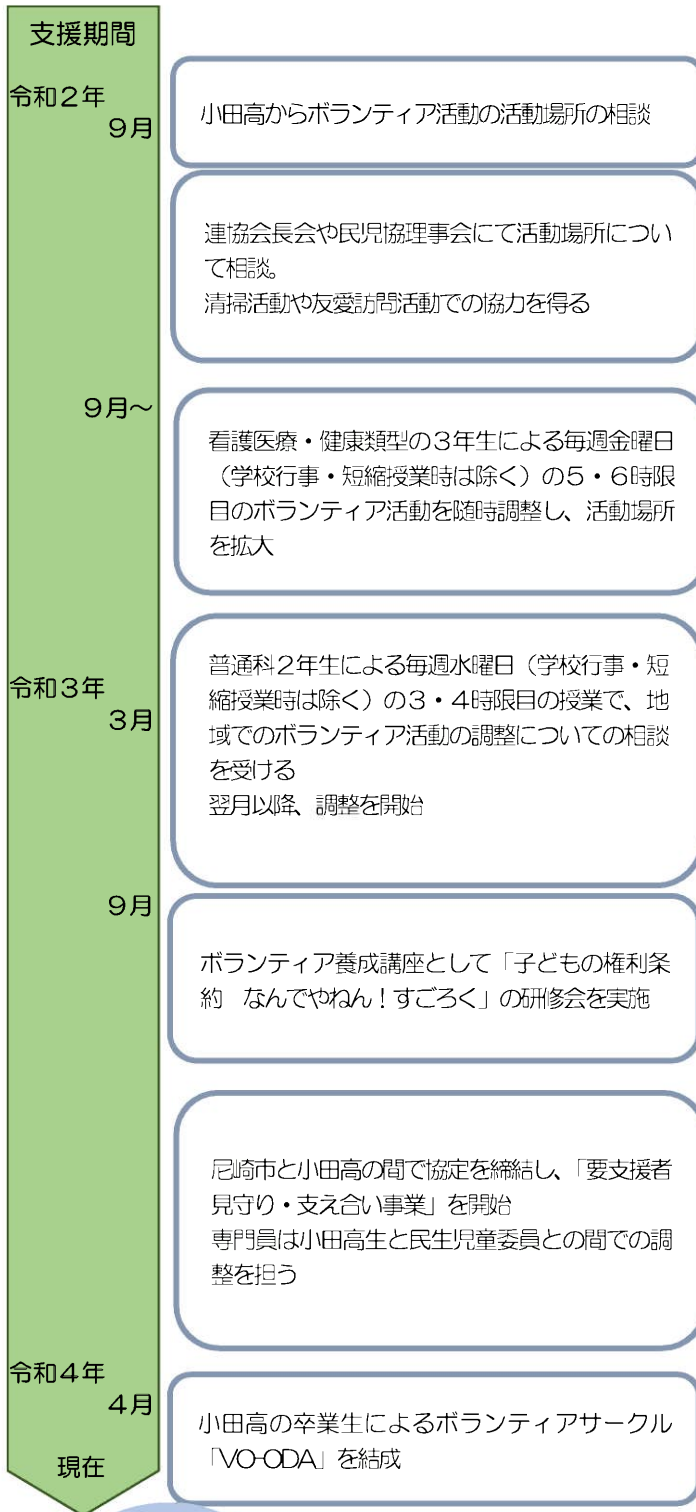 支援期間
令和2年
9月
小田高からボランティア活動の活動場所の相談
連協会長会や民児協理事会にて活動場所につい
て相談。
清掃活動や友愛訪問活動での協力を得る
9月～
看護医療・健康類型の3年生による毎週金曜日
（学校行事・短縮授業時は除く）の5・6時限
目のボランティア活動を随時調整し、活動場所
を拡大
令和3年
3月
普通科2年生による毎週水曜日（学校行事・短
縮授業時は除く）の3・4時限目の授業で、地
域でのボランティア活動の調整についての相談
を受ける
翌月以降、調整を開始
9月
ボランティア養成講座として「子どもの権利条
約　なんでやねん！すごろく」の研修会を実施
尼崎市と小田高の間で協定を締結し、「要支援者
見守り・支え合い事業」を開始
専門員は小田高生と民生児童委員との間での調
整を担う
令和4年
4月
小田高の卒業生によるボランティアサークル
「VO-ODA」を結成
現在